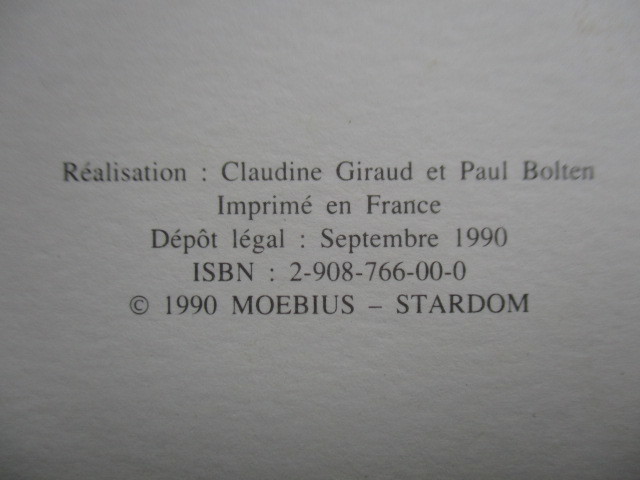 Réalisation : Claudine Giraud et Paul Bolten
Imprimé en France
Dépôt légal : Septembre 1990
ISBN : 2-908-766-00-0
© 1990 MOEBIUS – STARDOM